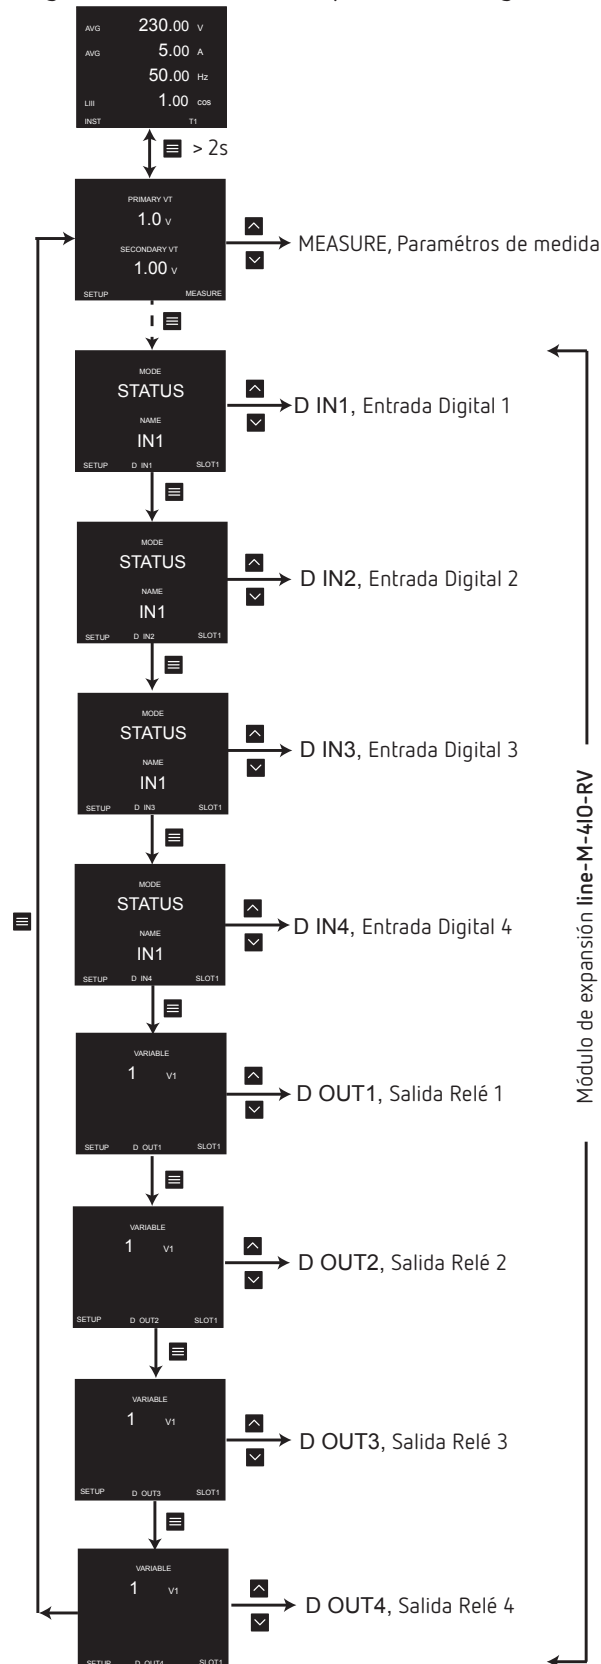 AVG 230.00 V
AVG 5.00 A
50.00 Hz
LIII 1.00 cos
INST T1
> 2s
PRIMARY VT
1.0 V
SECONDARY VT
1.00 V
SETUP MEASURE
MEASURE, Paramétros de medida
MODE
STATUS
NAME
IN1
SETUP D IN1 SLOT1
D IN1, Entrada Digital 1
MODE
STATUS
NAME
IN1
SETUP D IN2 SLOT1
D IN2, Entrada Digital 2
MODE
STATUS
NAME
IN1
SETUP D IN3 SLOT1
D IN3, Entrada Digital 3
MODE
STATUS
NAME
IN1
SETUP D IN4 SLOT1
D IN4, Entrada Digital 4
VARIABLE
1 V1
SETUP D OUT1 SLOT1
D OUT1, Salida Relé 1
VARIABLE
1 V1
SETUP D OUT2 SLOT1
D OUT2, Salida Relé 2
VARIABLE
1 V1
SETUP D OUT3 SLOT1
D OUT3, Salida Relé 3
VARIABLE
1 V1
SETUP D OUT4 SLOT1
D OUT4, Salida Relé 4
Módulo de expansión line-M-4IO-RV